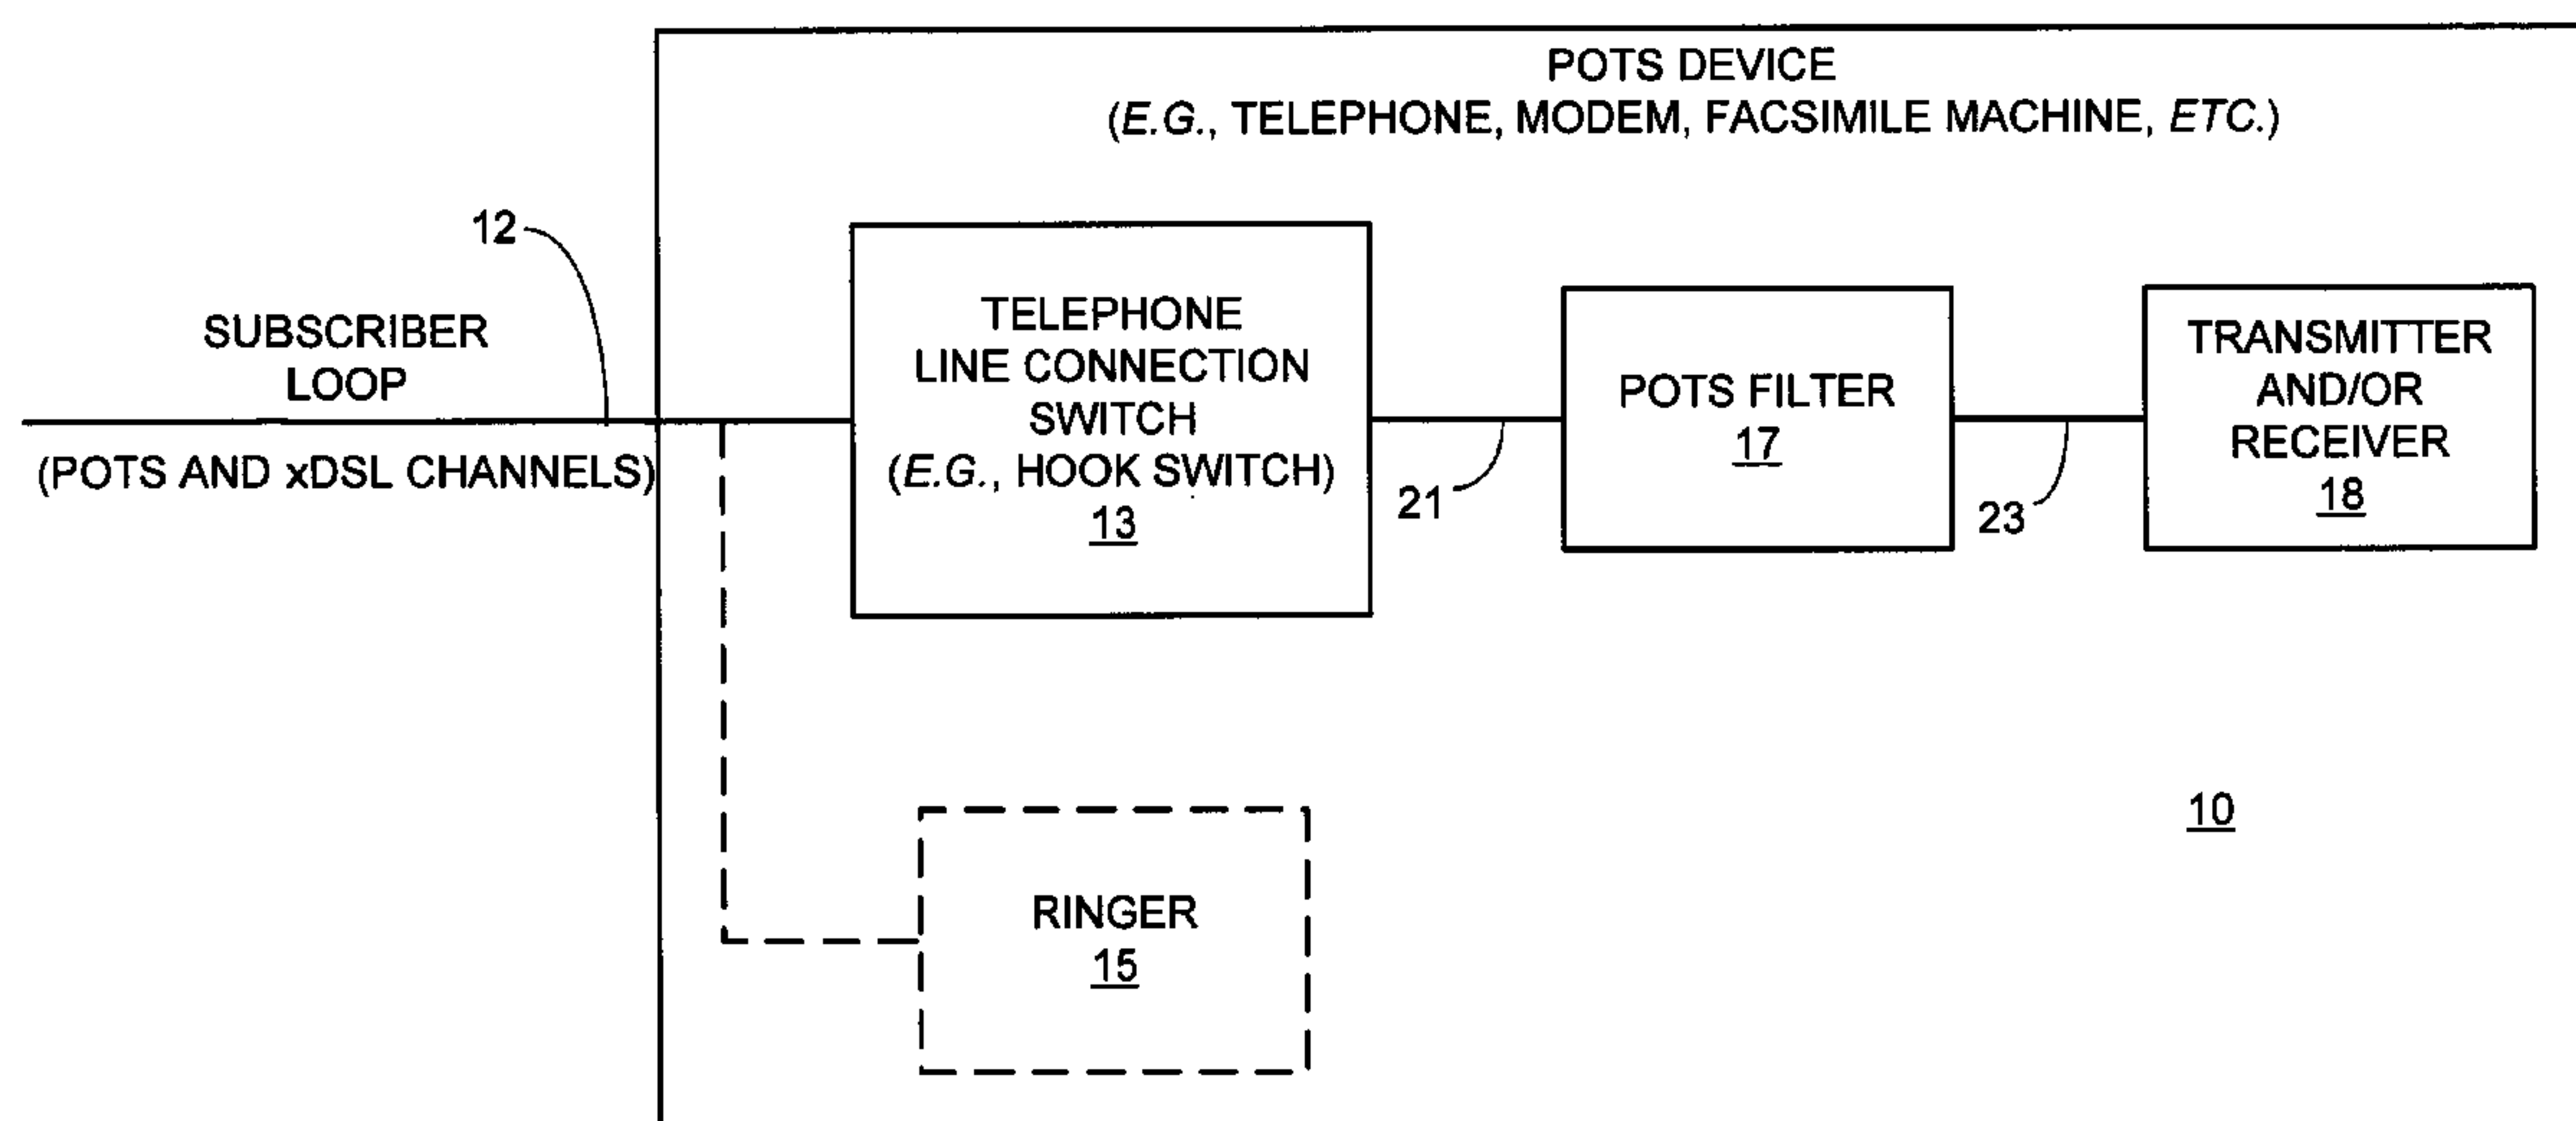 POTS DEVICE
(E.G., TELEPHONE, MODEM, FACSIMILE MACHINE, ETC.)
12
SUBSCRIBER
LOOP
(POTS AND xDSL CHANNELS)
TELEPHONE
LINE CONNECTION
SWITCH
(E.G., HOOK SWITCH)
13
21
POTS FILTER
17
23
TRANSMITTER
AND/OR
RECEIVER
18
10
RINGER
15